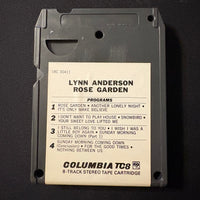 CAC 30411
LYNN ANDERSON
ROSE GARDEN
PROGRAMS
1 ROSE GARDEN • ANOTHER LONELY NIGHT •
IT'S ONLY MAKE BELIEVE
2 I DON'T WANT TO PLAY HOUSE • SNOWBIRD •
YOUR SWEET LOVE LIFTED ME
3 I STILL BELONG TO YOU • I WISH I WAS A
LITTLE BOY AGAIN • SUNDAY MORNING
COMING DOWN (Part 1)
4 SUNDAY MORNING COMING DOWN
(Conclusion) • FOR THE GOOD TIMES •
NOTHING BETWEEN US
COLUMBIA TC8
8-TRACK STEREO TAPE CARTRIDGE